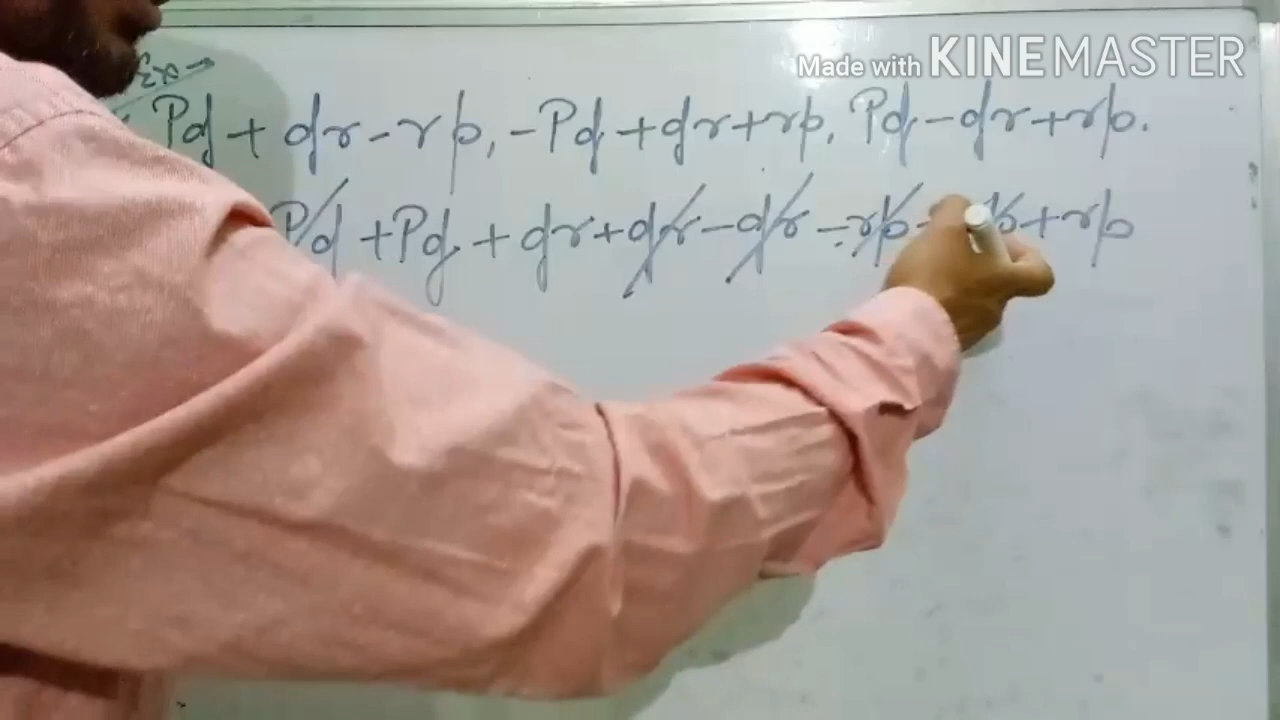 Made with KINEMASTER
Pq + qr - rp, - Pq + qr + rp, Pq - qr + rp.
Pq + Pq + qr + qr - qr - rp + rp